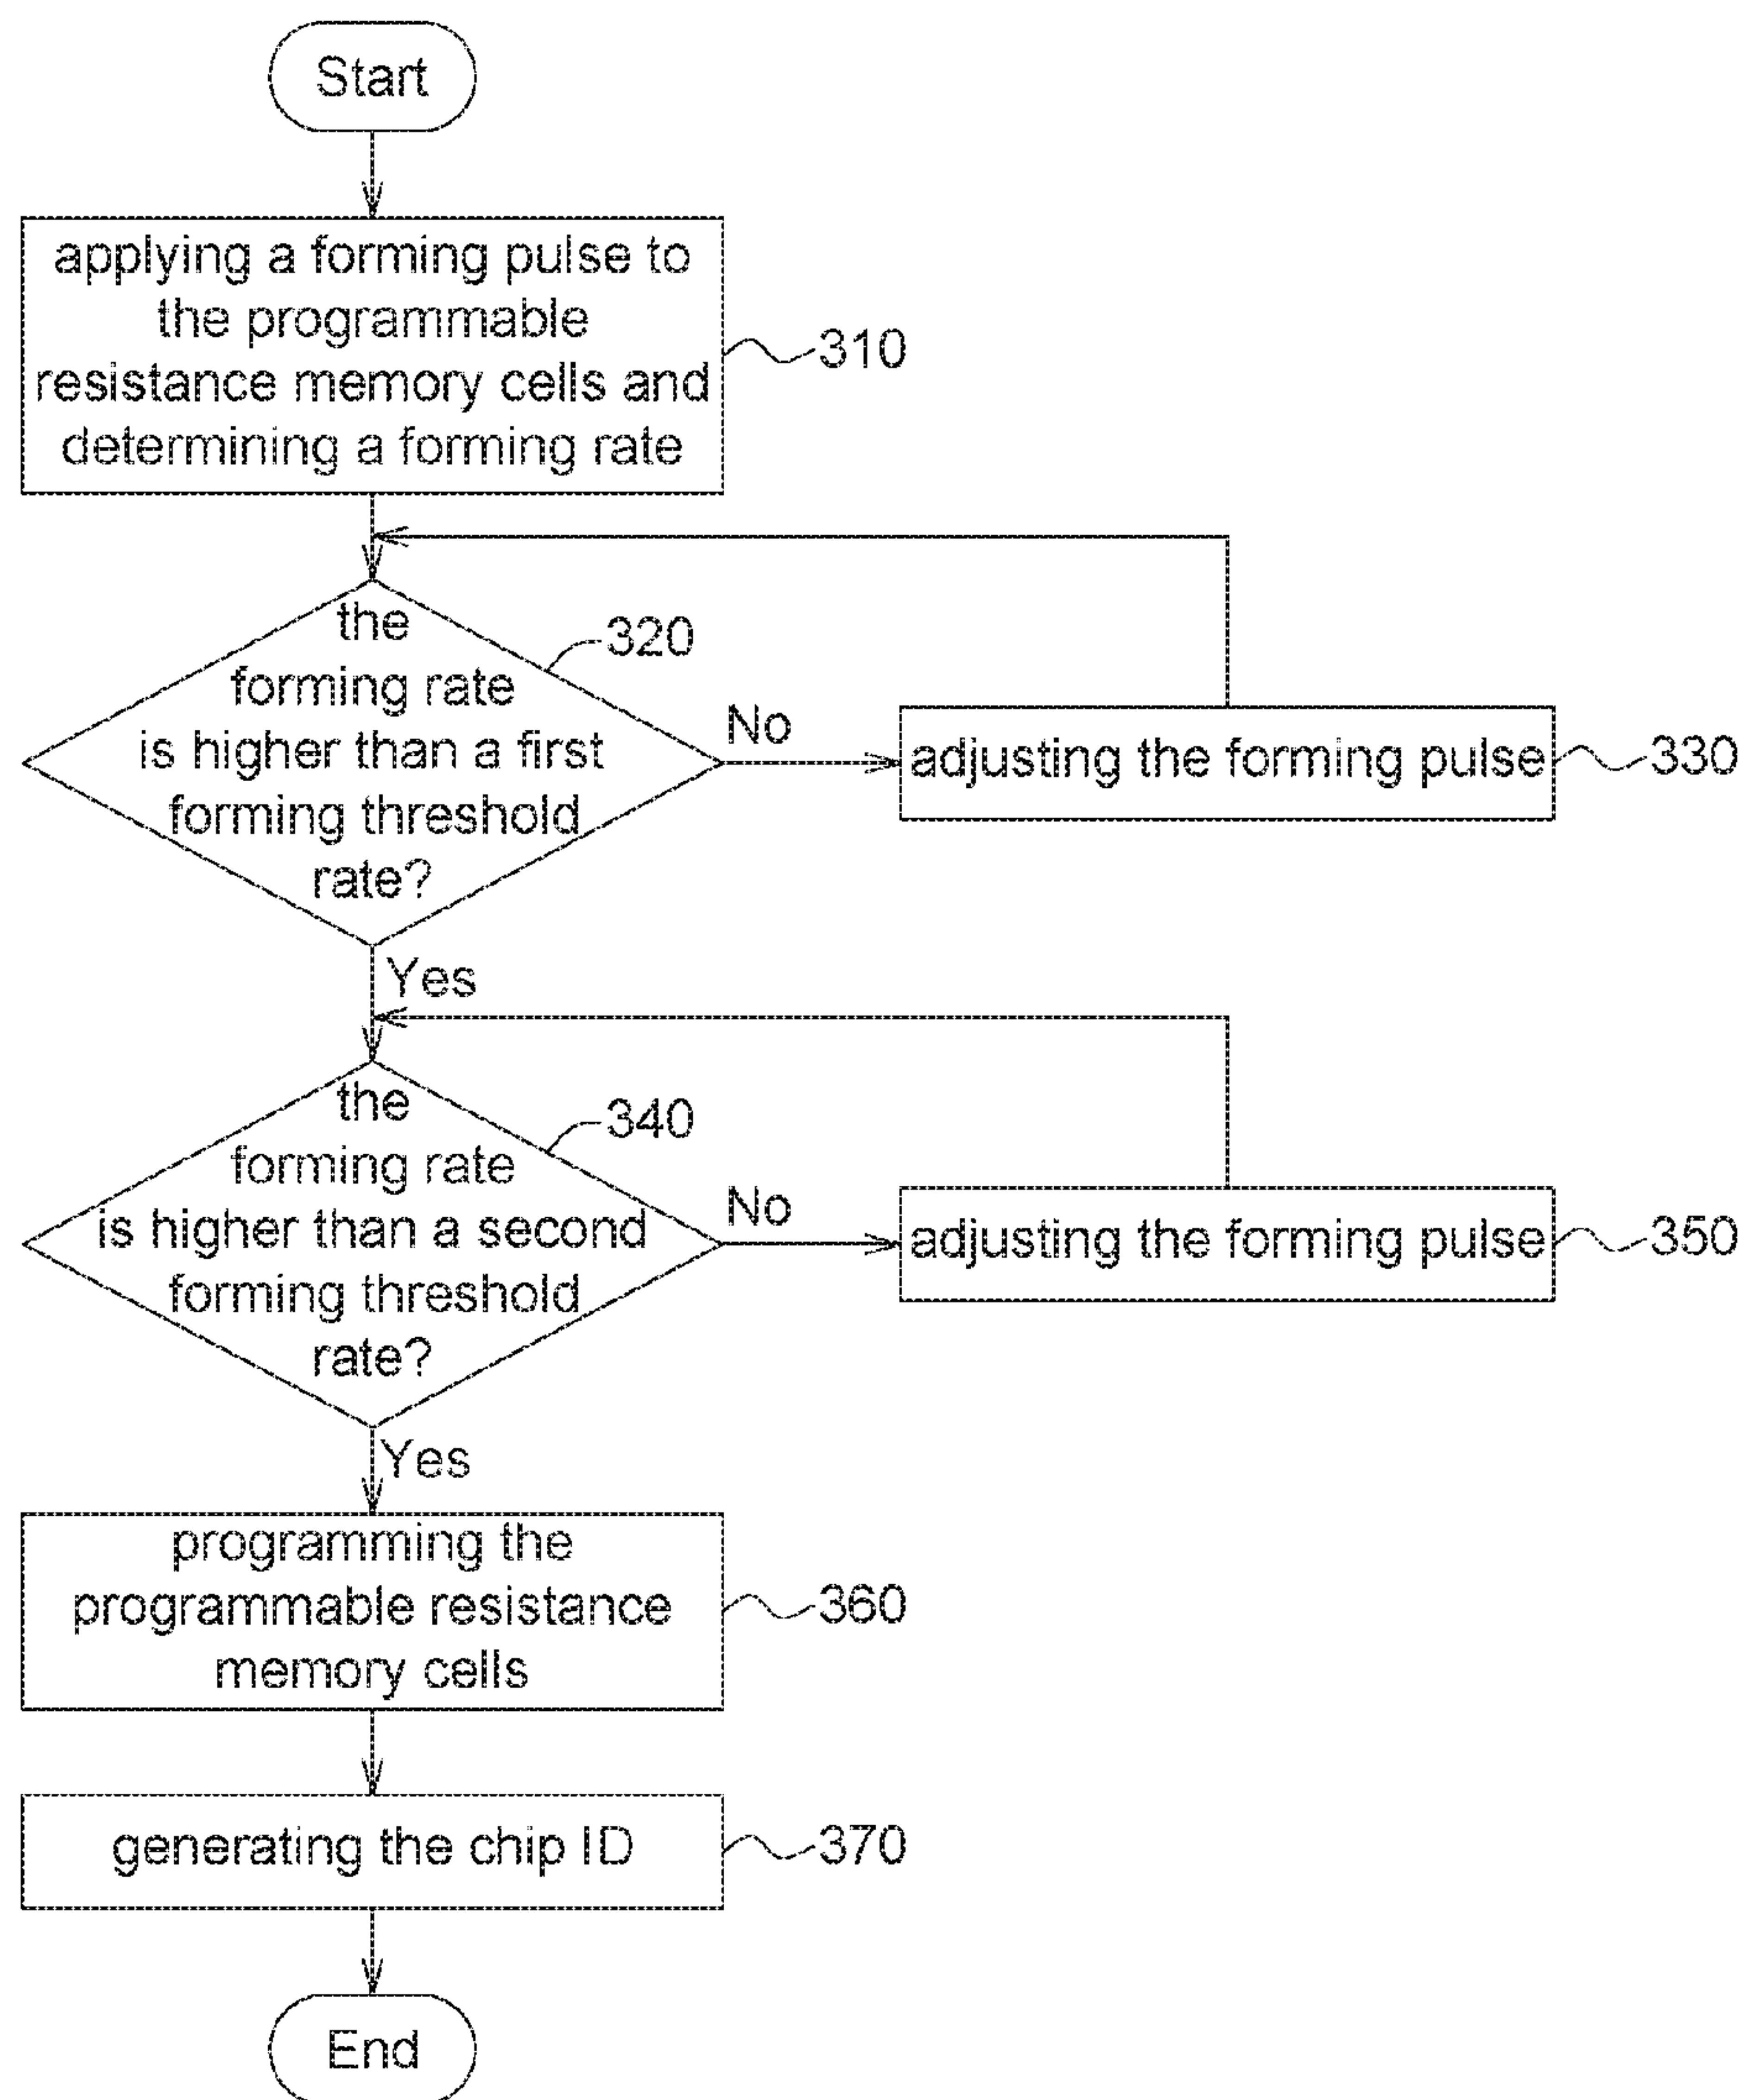 Start
applying a forming pulse to
the programmable
resistance memory cells and
determining a forming rate
310
the
forming rate
is higher than a first
forming threshold
rate?
320
No
adjusting the forming pulse
330
Yes
the
forming rate
is higher than a second
forming threshold
rate?
340
No
adjusting the forming pulse
350
Yes
programming the
programmable resistance
memory cells
360
generating the chip ID
370
End